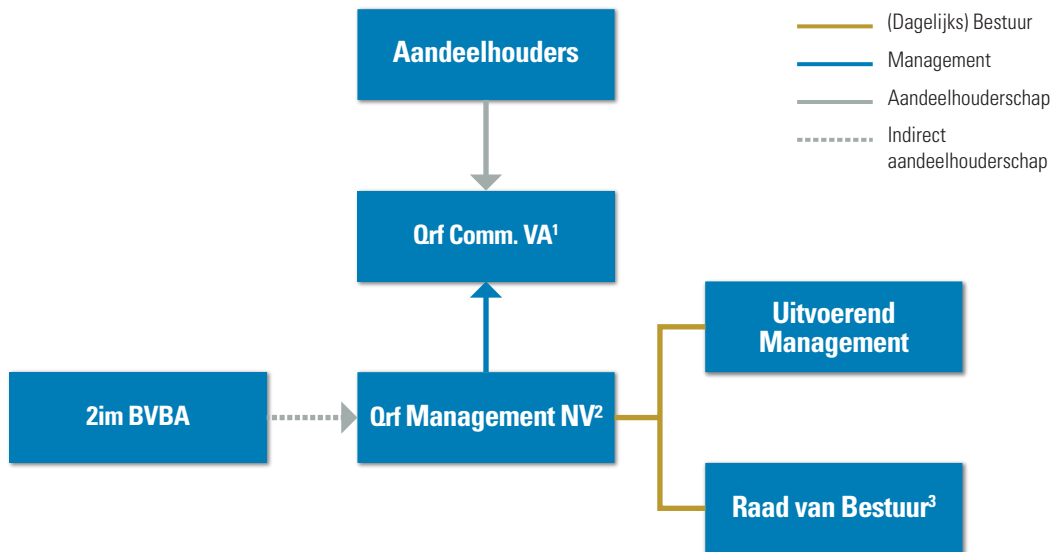 Aandeelhouders
(Dagelijks) Bestuur
Management
Aandeelhouderschap
Indirect
aandeelhouderschap
Qrf Comm. VA¹
Uitvoerend
Management
2im BVBA
Qrf Management NV²
Raad van Bestuur³